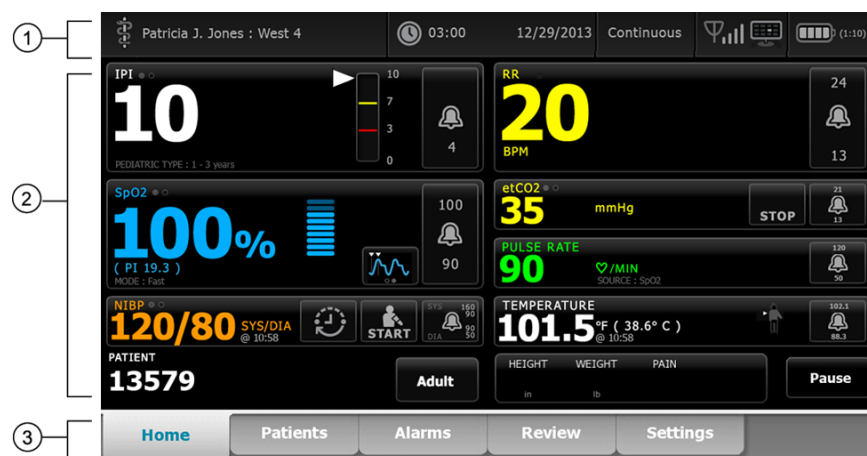 1
Patricia J. Jones : West 4
03:00
12/29/2013
Continuous
(1:10)
2
IPI
10
PEDIATRIC TYPE : 1 - 3 years
10
7
3
0
4
RR
20
BPM
24
13
SpO2
100%
( PI 19.3 )
MODE : Fast
100
90
etCO2
35
mmHg
STOP
21
13
PULSE RATE
90
♡/MIN
SOURCE : SpO2
120
50
NIBP
120/80 SYS/DIA
@ 10:58
START
SYS 160
90
DIA 90
50
TEMPERATURE
101.5 °F ( 38.6° C )
@ 10:58
102.1
88.3
PATIENT
13579
Adult
HEIGHT WEIGHT PAIN
in lb
Pause
3
Home Patients Alarms Review Settings